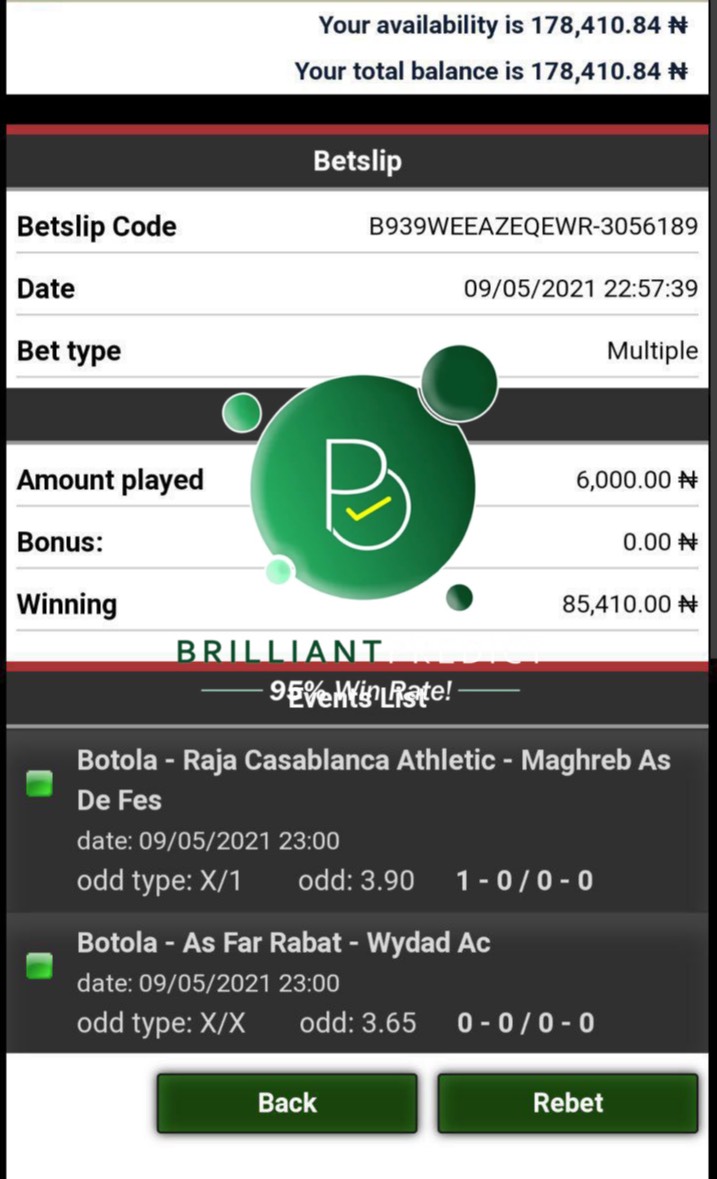 Your availability is 178,410.84 ₦
Your total balance is 178,410.84 ₦
Betslip
Betslip Code B939WEEAZEQEWR-3056189
Date 09/05/2021 22:57:39
Bet type Multiple
Amount played 6,000.00 ₦
Bonus: 0.00 ₦
Winning 85,410.00 ₦
BRILLIANT PREDICT
95% Win Rate!
Events List
Botola - Raja Casablanca Athletic - Maghreb As
De Fes
date: 09/05/2021 23:00
odd type: X/1 odd: 3.90 1 - 0 / 0 - 0
Botola - As Far Rabat - Wydad Ac
date: 09/05/2021 23:00
odd type: X/X odd: 3.65 0 - 0 / 0 - 0
Back Rebet